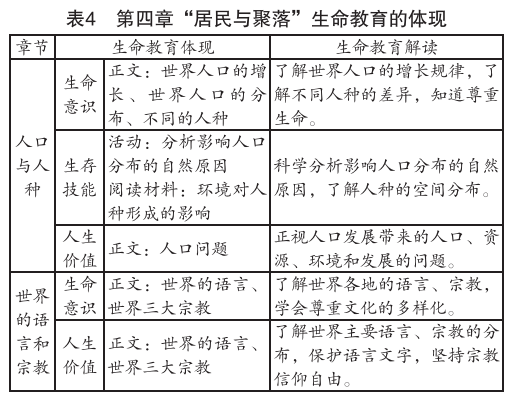 表4 第四章“居民与聚落”生命教育的体现
章节 生命教育体现 生命教育解读
人口
与人
种
生命
意识
正文：世界人口的增
长、世界人口的分
布、不同的人种
了解世界人口的增长规律，了
解不同人种的差异，知道尊重
生命。
生存
技能
活动：分析影响人口
分布的自然原因
阅读材料：环境对人
种形成的影响
科学分析影响人口分布的自然
原因，了解人种的空间分布。
人生
价值
正文：人口问题
正视人口发展带来的人口、资
源、环境和发展的问题。
世界
的语
言和
宗教
生命
意识
正文：世界的语言、
世界三大宗教
了解世界各地的语言、宗教，
学会尊重文化的多样化。
人生
价值
正文：世界的语言、
世界三大宗教
了解世界主要语言、宗教的分
布，保护语言文字，坚持宗教
信仰自由。